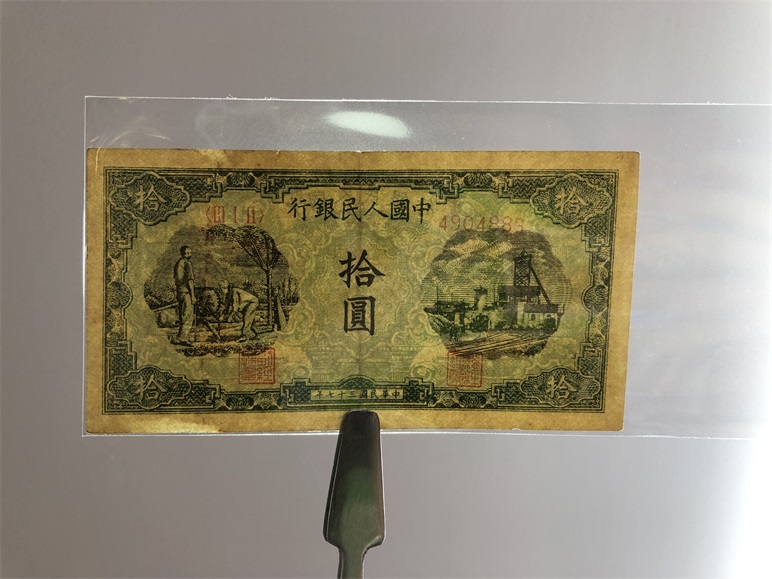 拾 拾
中國人民銀行
4904983
拾圓
拾 拾
中華民國三十七年